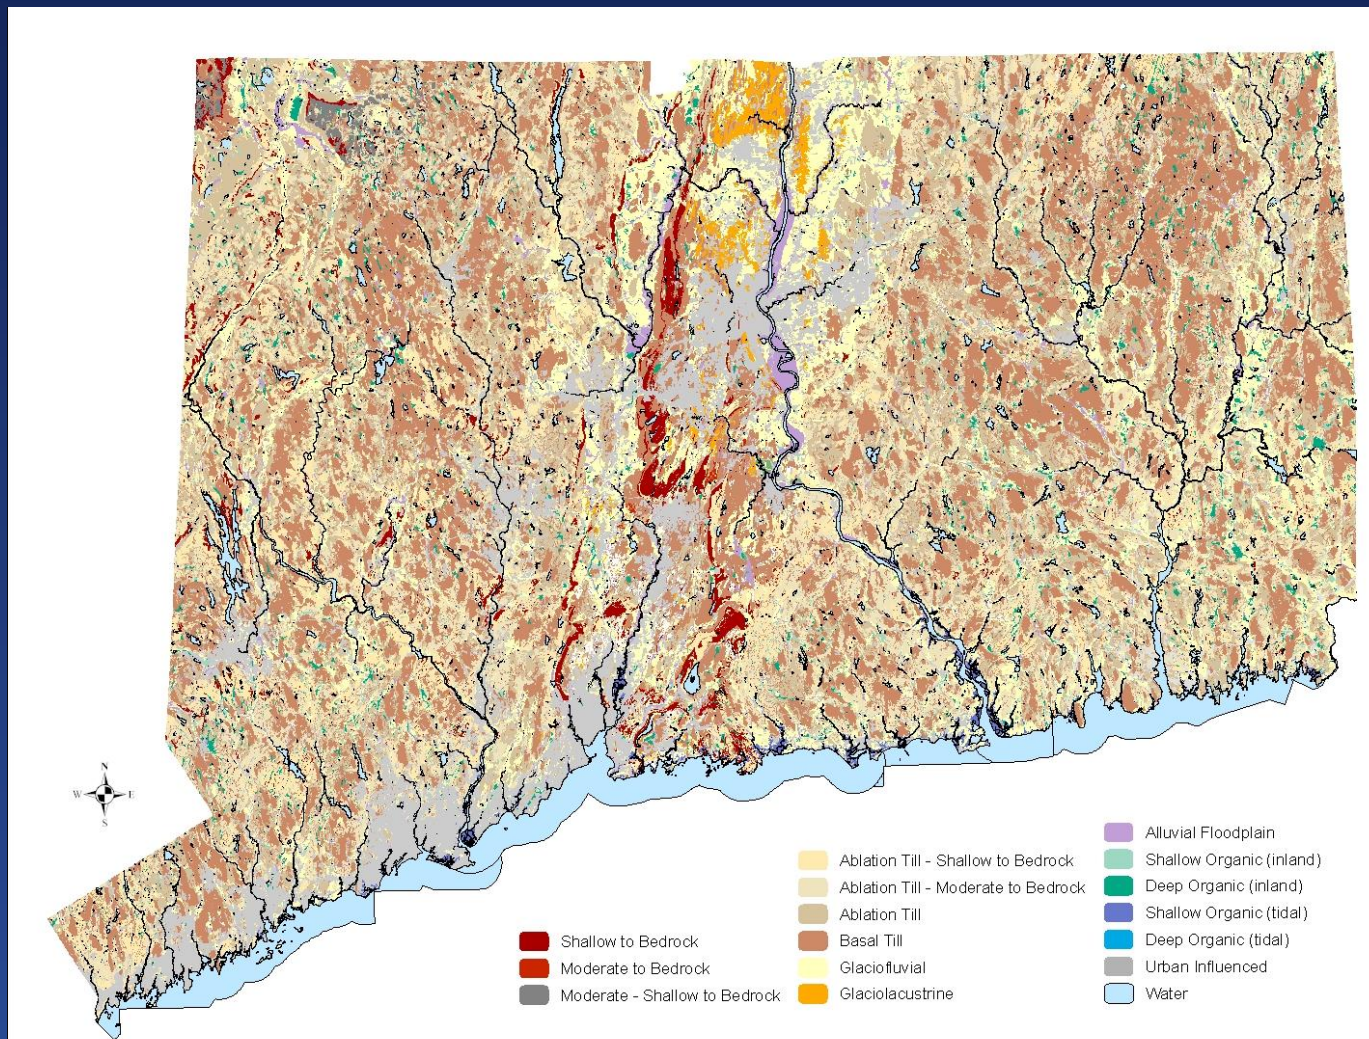 N
W E
S
Shallow to Bedrock
Moderate to Bedrock
Moderate - Shallow to Bedrock
Ablation Till - Shallow to Bedrock
Ablation Till - Moderate to Bedrock
Ablation Till
Basal Till
Glaciofluvial
Glaciolacustrine
Alluvial Floodplain
Shallow Organic (inland)
Deep Organic (inland)
Shallow Organic (tidal)
Deep Organic (tidal)
Urban Influenced
Water